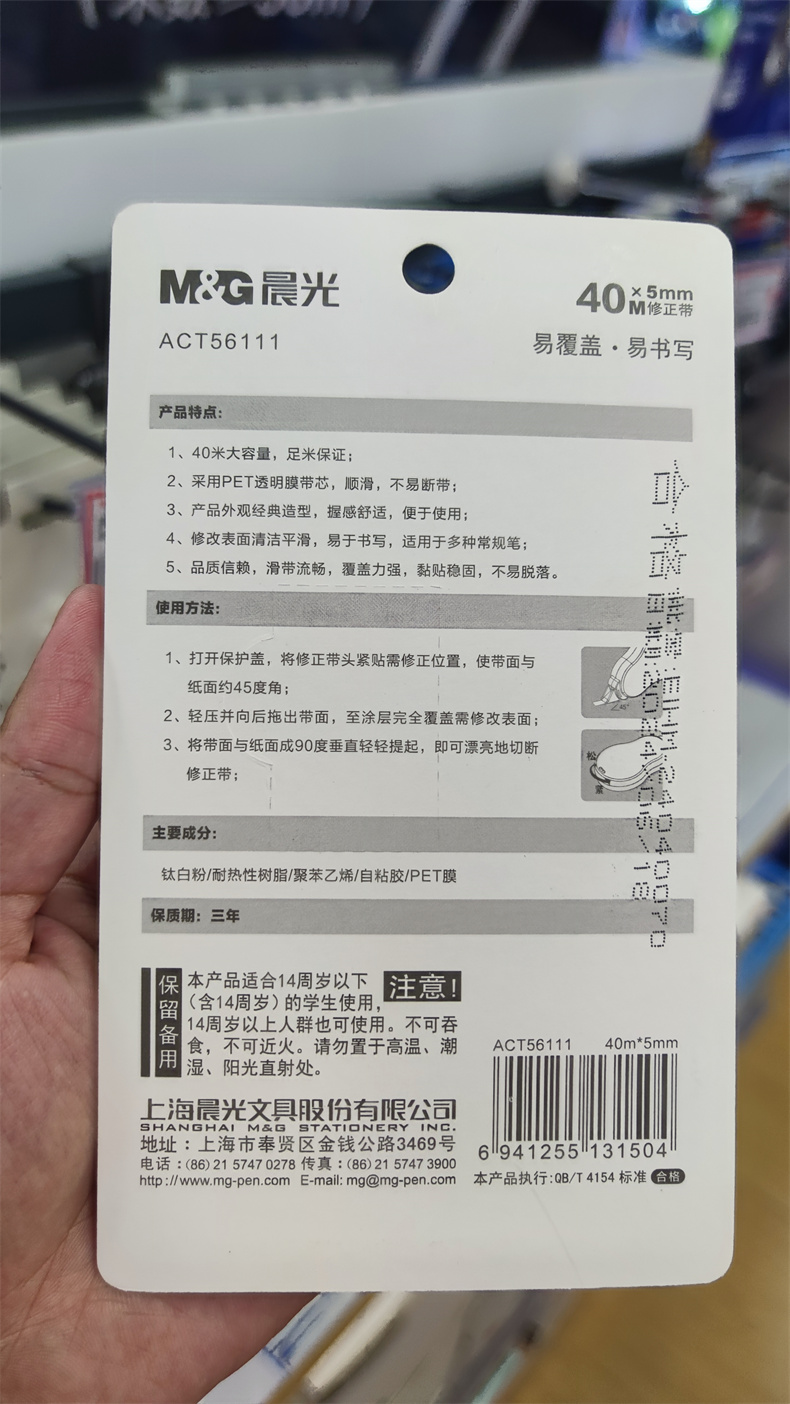 M&G晨光
40M×5mm修正带
ACT56111
易覆盖·易书写
产品特点:
1、40米大容量，足米保证；
2、采用PET透明膜带芯，顺滑，不易断带；
3、产品外观经典造型，握感舒适，便于使用；
4、修改表面清洁平滑，易于书写，适用于多种常规笔；
5、品质信赖，滑带流畅，覆盖力强，黏贴稳固，不易脱落。
使用方法:
1、打开保护盖，将修正带头紧贴需修正位置，使带面与
纸面约45度角；
2、轻压并向后拖出带面，至涂层完全覆盖需修改表面；
3、将带面与纸面成90度垂直轻轻提起，即可漂亮地切断
修正带；
∠45°
松
紧
主要成分:
钛白粉/耐热性树脂/聚苯乙烯/自粘胶/PET膜
保质期：三年
合格
保留备用
注意!
本产品适合14周岁以下
（含14周岁）的学生使用，
14周岁以上人群也可使用。不可吞
食，不可近火。请勿置于高温、潮
湿、阳光直射处。
上海晨光文具股份有限公司
SHANGHAI M&G STATIONERY INC.
地址：上海市奉贤区金钱公路3469号
电话：(86) 21 5747 0278 传真：(86) 21 5747 3900
http://www.mg-pen.com E-mail: mg@mg-pen.com
ACT56111 40m*5mm
6 941255 131504
本产品执行:QB/T 4154 标准 合格